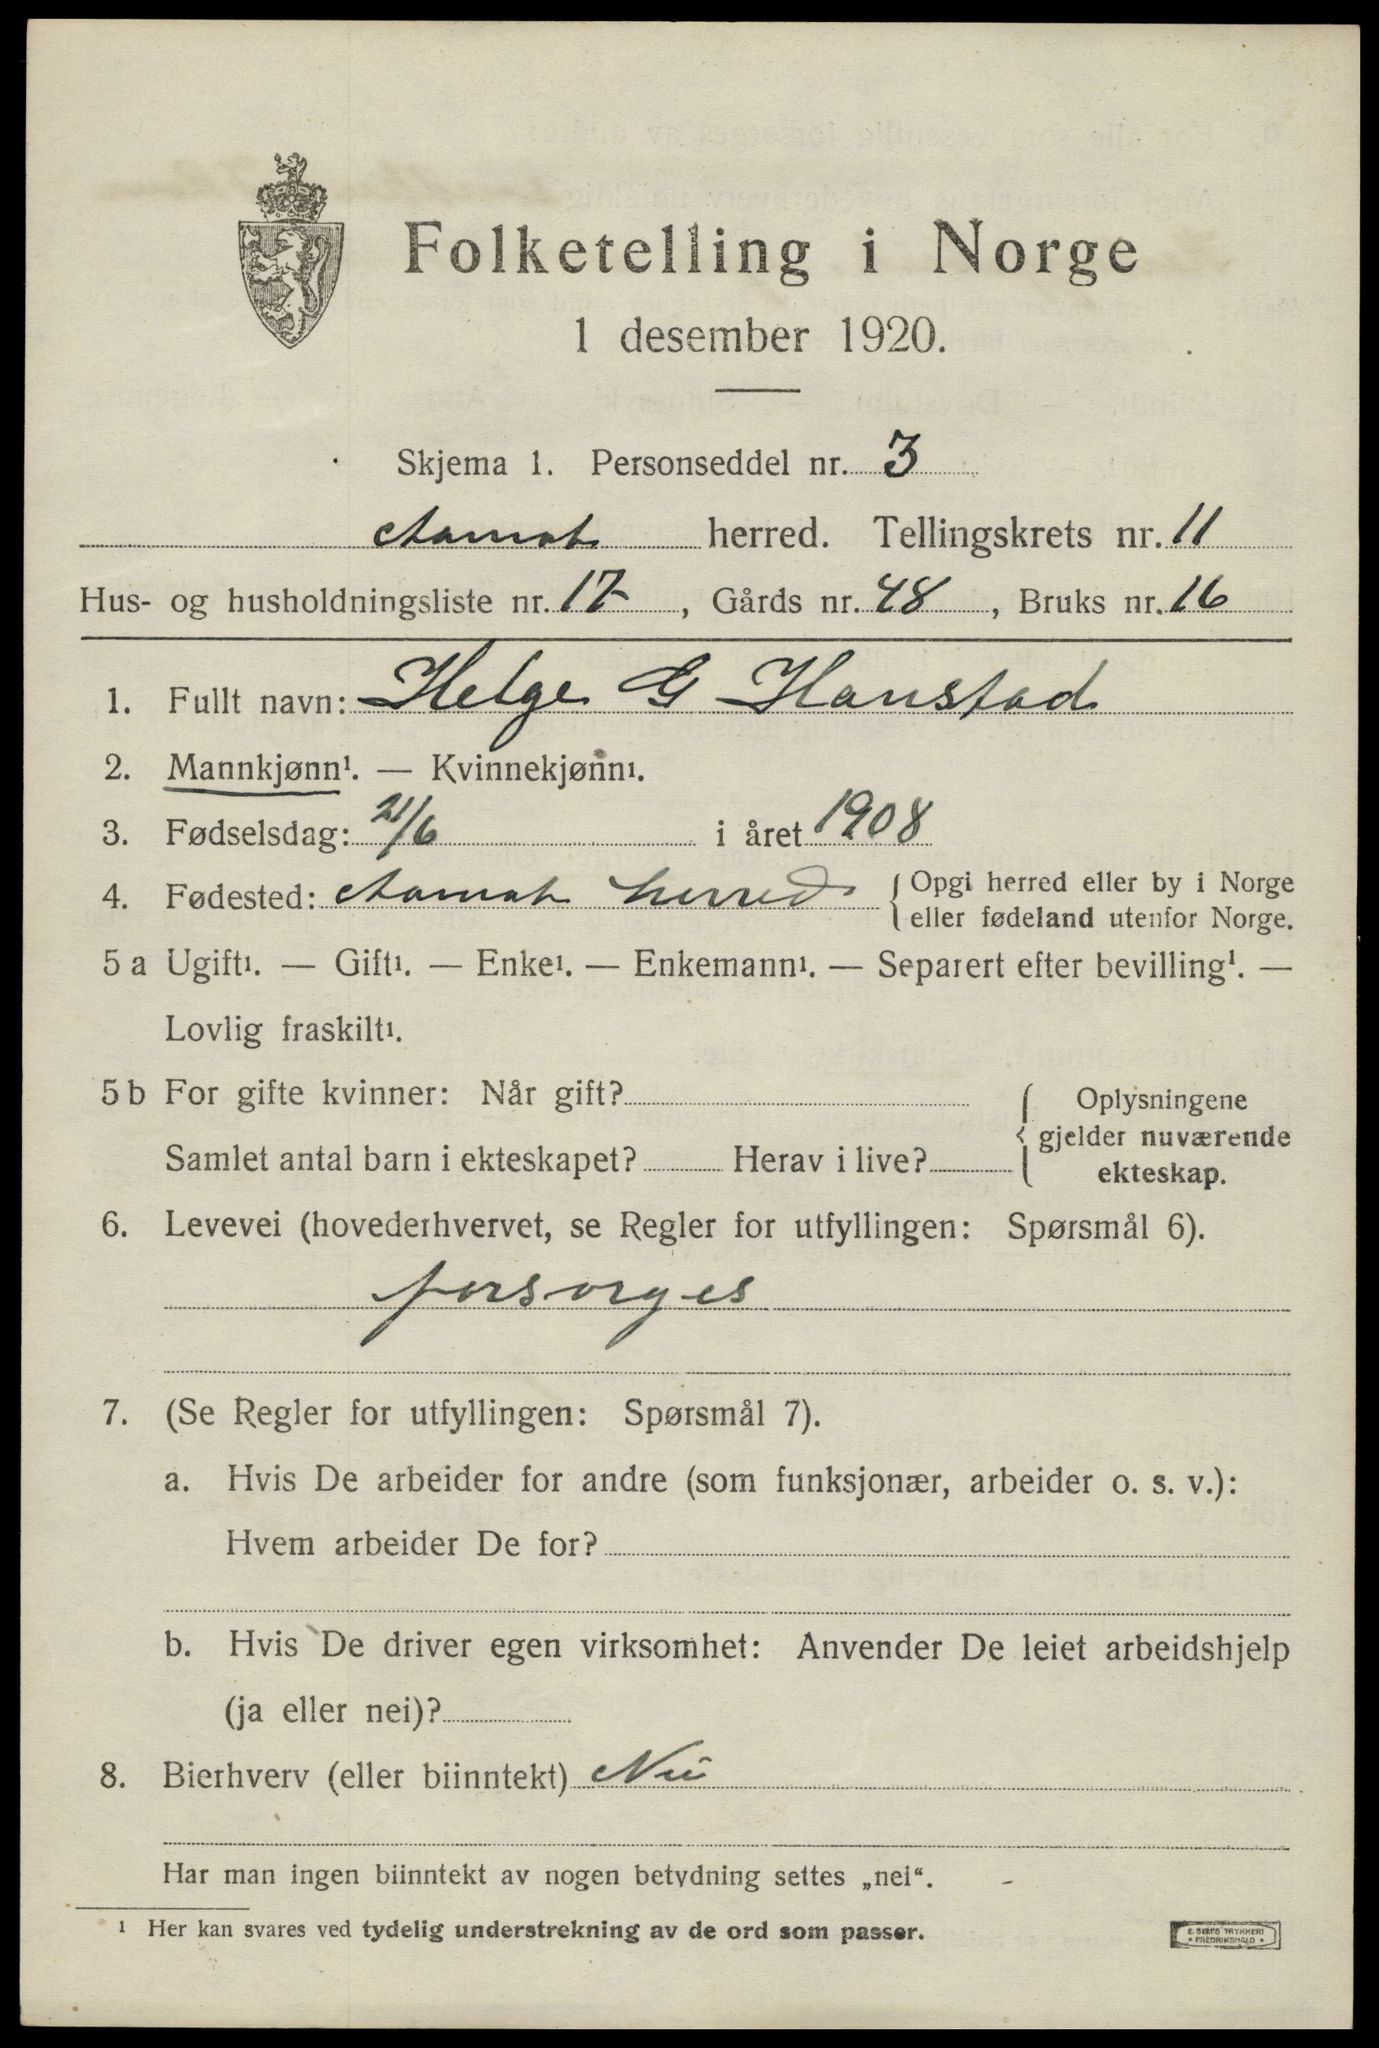 Folketelling i Norge
1 desember 1920.
Skjema 1. Personseddel nr. 3
Aamot herred. Tellingskrets nr. 11
Hus- og husholdningsliste nr. 17, Gårds nr. 48, Bruks nr. 16
1. Fullt navn: Helge G Hanstad
2. Mannkjønn¹. — Kvinnekjønn¹.
3. Fødselsdag: 21/6 i året 1908
4. Fødested: Aamot herred { Opgi herred eller by i Norge
eller fødeland utenfor Norge.
5 a Ugift¹. — Gift¹. — Enke¹. — Enkemann¹. — Separert efter bevilling¹. —
Lovlig fraskilt¹.
5 b For gifte kvinner: Når gift?
Samlet antal barn i ekteskapet? Herav i live?
{ Oplysningene
gjelder nuværende
ekteskap.
6. Levevei (hovederhvervet, se Regler for utfyllingen: Spørsmål 6).
forsorges
7. (Se Regler for utfyllingen: Spørsmål 7).
a. Hvis De arbeider for andre (som funksjonær, arbeider o. s. v.):
Hvem arbeider De for?
b. Hvis De driver egen virksomhet: Anvender De leiet arbeidshjelp
(ja eller nei)?
8. Bierhverv (eller biinntekt) Nei
Har man ingen biinntekt av nogen betydning settes „nei“.
¹ Her kan svares ved tydelig understrekning av de ord som passer.
E. SEM'S TRYKKERI
• FREDRIKSHALD •